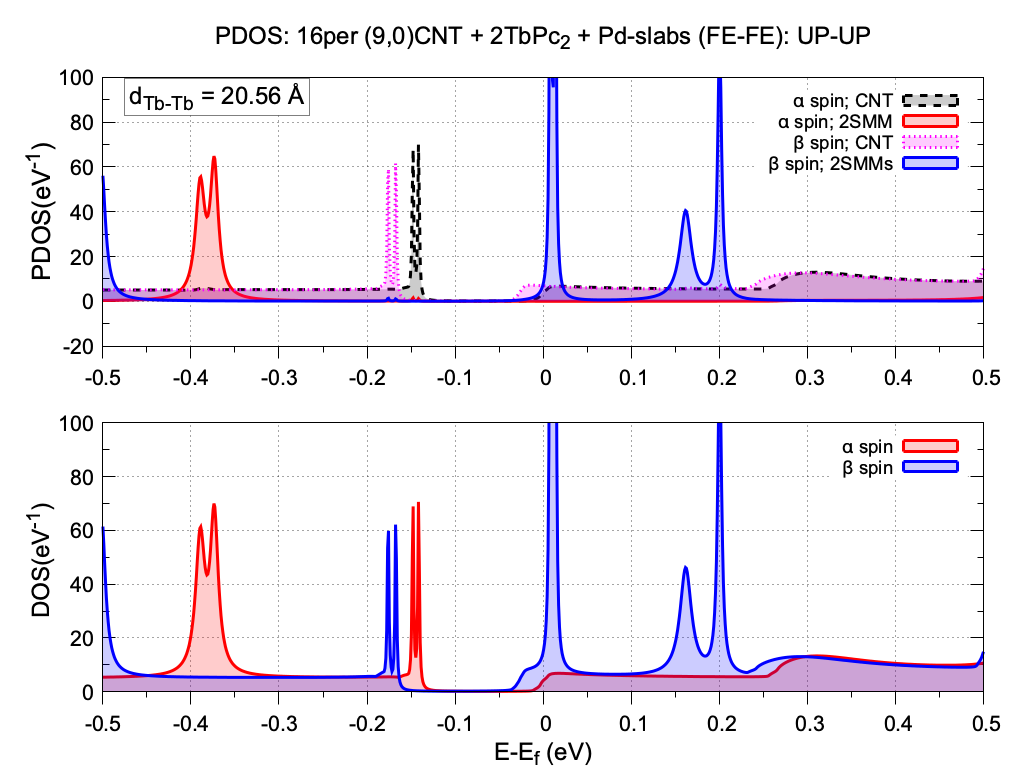 PDOS: 16per (9,0)CNT + 2TbPc₂ + Pd-slabs (FE-FE): UP-UP
d_Tb-Tb = 20.56 Å
α spin; CNT
α spin; 2SMM
β spin; CNT
β spin; 2SMMs
PDOS(eV⁻¹)
100
80
60
40
20
0
-20
-0.5 -0.4 -0.3 -0.2 -0.1 0 0.1 0.2 0.3 0.4 0.5
α spin
β spin
DOS(eV⁻¹)
100
80
60
40
20
0
-0.5 -0.4 -0.3 -0.2 -0.1 0 0.1 0.2 0.3 0.4 0.5
E-E_f (eV)